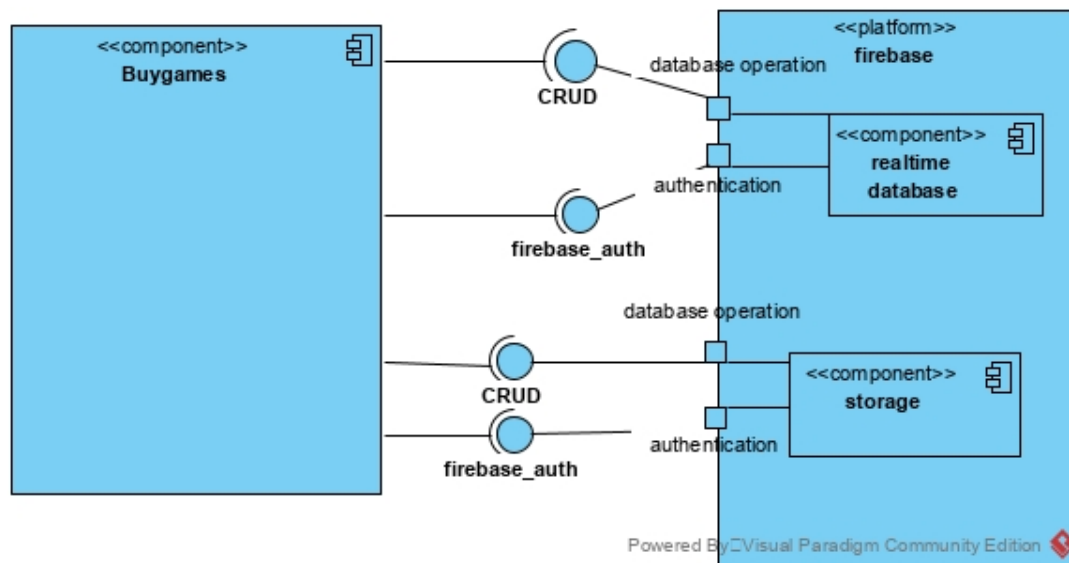 <<component>>
Buygames
CRUD
database operation
<<platform>>
firebase
<<component>>
realtime
database
authentication
firebase_auth
database operation
CRUD
<<component>>
storage
authentication
firebase_auth
Powered By□Visual Paradigm Community Edition